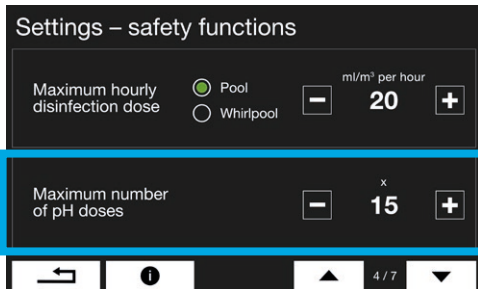 Settings – safety functions
ml/m³ per hour
Maximum hourly
disinfection dose
Pool
Whirlpool
− 20 +
x
Maximum number
of pH doses
− 15 +
i
4/7